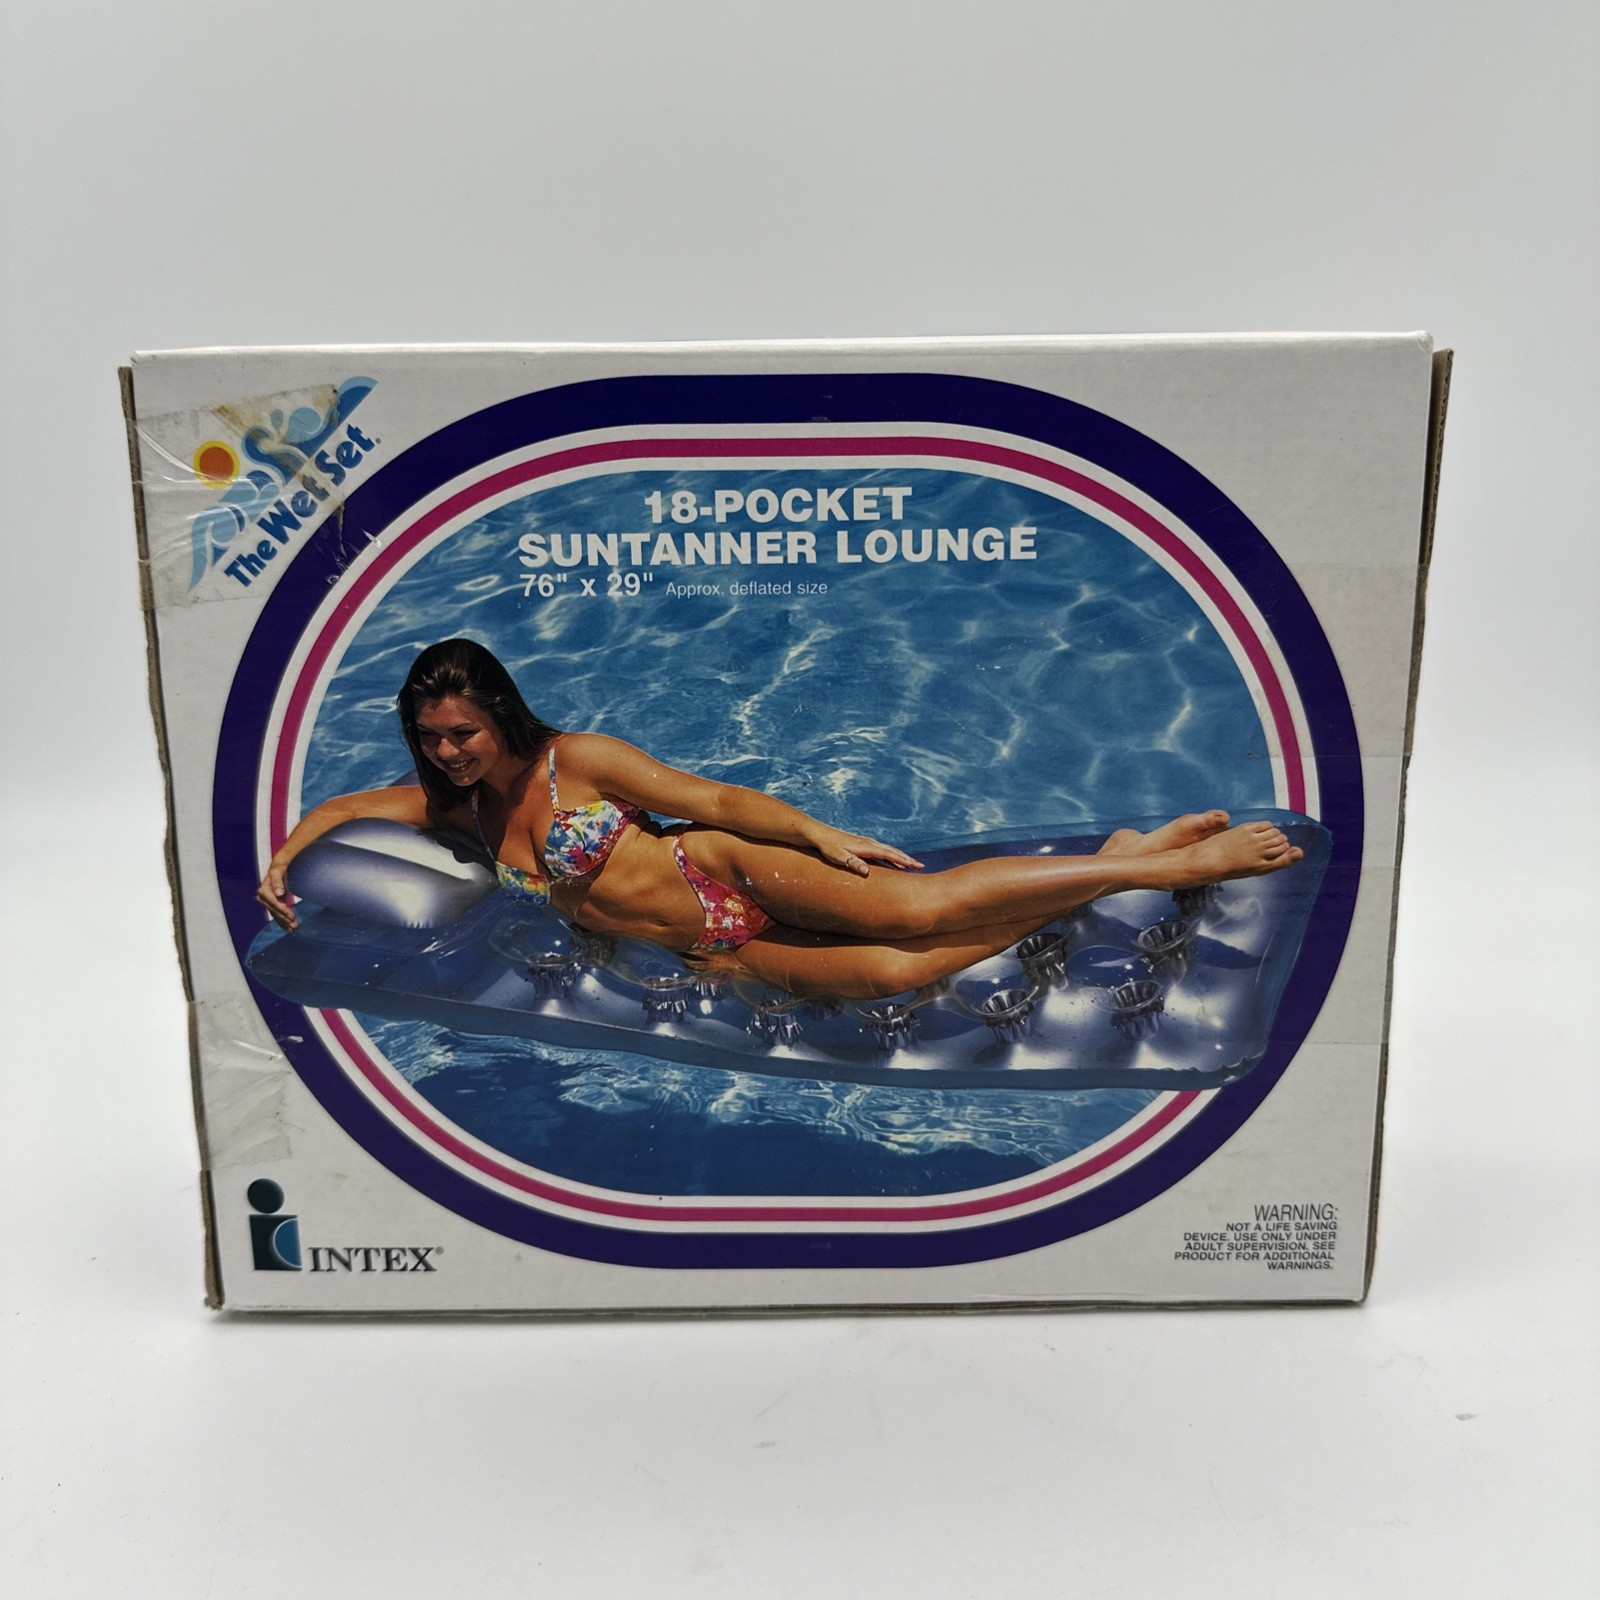 The Wet Set®
18-POCKET
SUNTANNER LOUNGE
76" x 29" Approx. deflated size
INTEX®
WARNING:
NOT A LIFE SAVING
DEVICE. USE ONLY UNDER
ADULT SUPERVISION. SEE
PRODUCT FOR ADDITIONAL
WARNINGS.